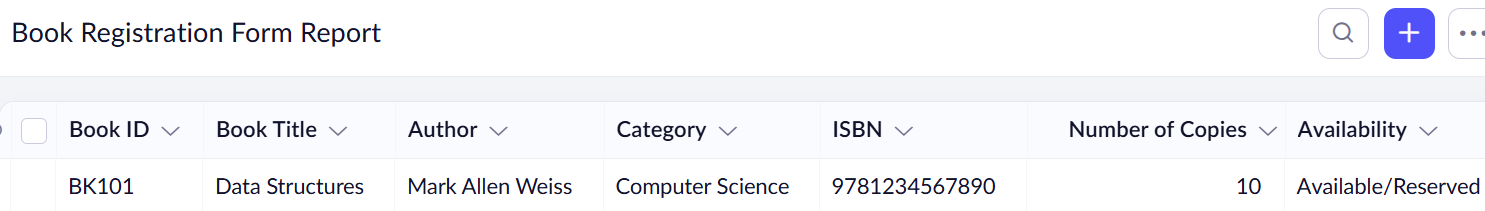 Book Registration Form Report
Book ID Book Title Author Category ISBN Number of Copies Availability
BK101 Data Structures Mark Allen Weiss Computer Science 9781234567890 10 Available/Reserved